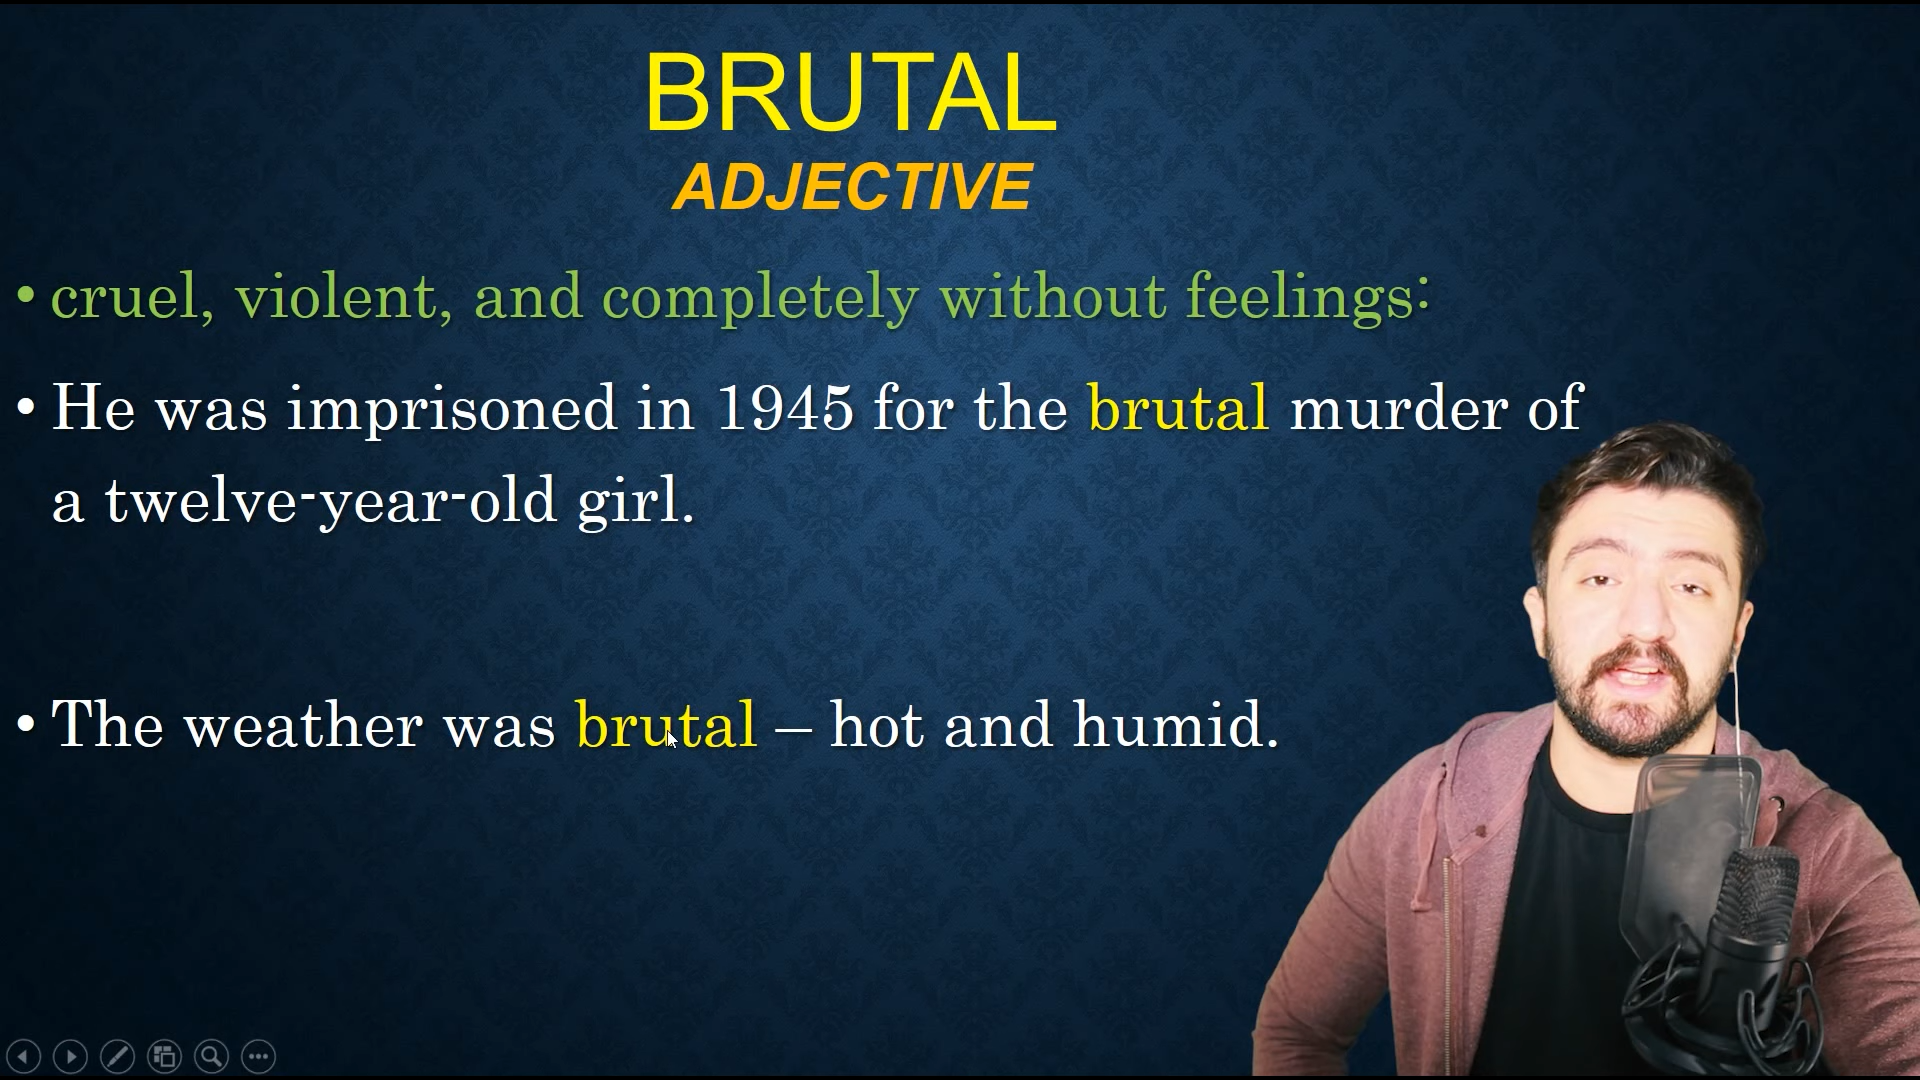 BRUTAL
ADJECTIVE
• cruel, violent, and completely without feelings:
• He was imprisoned in 1945 for the brutal murder of
a twelve-year-old girl.
• The weather was brutal – hot and humid.